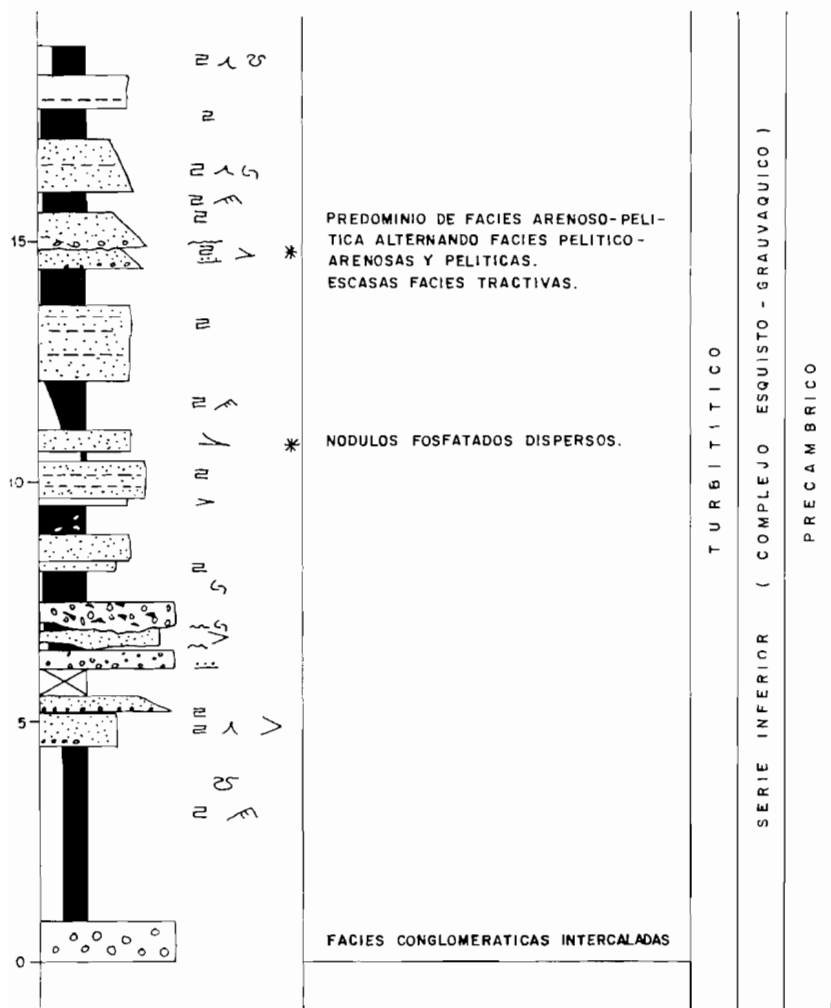 15
PREDOMINIO DE FACIES ARENOSO-PELI-
TICA ALTERNANDO FACIES PELITICO-
ARENOSAS Y PELITICAS.
ESCASAS FACIES TRACTIVAS.
*
* NODULOS FOSFATADOS DISPERSOS.
10
5
FACIES CONGLOMERATICAS INTERCALADAS
0
TURBITITICO
SERIE INFERIOR ( COMPLEJO ESQUISTO - GRAUVAQUICO )
PRECAMBRICO